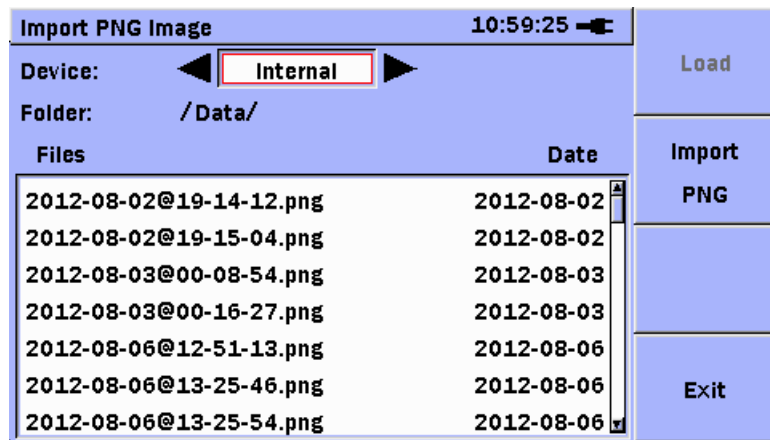 Import PNG Image 10:59:25
Device: Internal
Folder: /Data/
Files Date
2012-08-02@19-14-12.png 2012-08-02
2012-08-02@19-15-04.png 2012-08-02
2012-08-03@00-08-54.png 2012-08-03
2012-08-03@00-16-27.png 2012-08-03
2012-08-06@12-51-13.png 2012-08-06
2012-08-06@13-25-46.png 2012-08-06
2012-08-06@13-25-54.png 2012-08-06
Load
Import
PNG
Exit